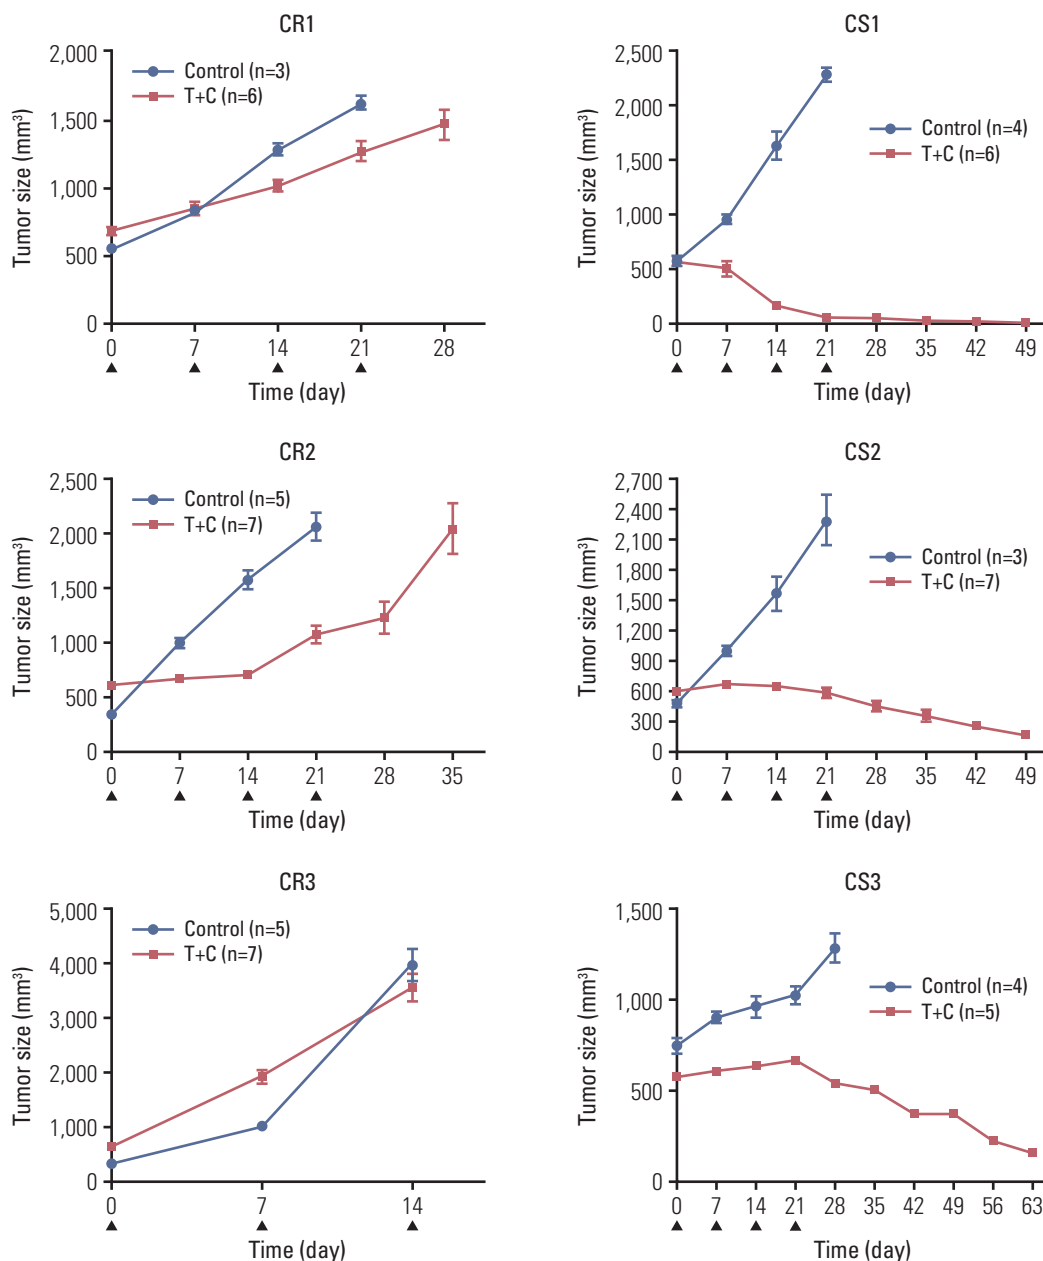 CR1
2,000
1,500
1,000
500
0
Tumor size (mm³)
Control (n=3)
T+C (n=6)
0 7 14 21 28
▲ ▲ ▲ ▲
Time (day)
CS1
2,500
2,000
1,500
1,000
500
0
Tumor size (mm³)
Control (n=4)
T+C (n=6)
0 7 14 21 28 35 42 49
▲ ▲ ▲ ▲
Time (day)
CR2
2,500
2,000
1,500
1,000
500
0
Tumor size (mm³)
Control (n=5)
T+C (n=7)
0 7 14 21 28 35
▲ ▲ ▲ ▲
Time (day)
CS2
2,700
2,400
2,100
1,800
1,500
1,200
900
600
300
0
Tumor size (mm³)
Control (n=3)
T+C (n=7)
0 7 14 21 28 35 42 49
▲ ▲ ▲ ▲
Time (day)
CR3
5,000
4,000
3,000
2,000
1,000
0
Tumor size (mm³)
Control (n=5)
T+C (n=7)
0 7 14
▲ ▲ ▲
Time (day)
CS3
1,500
1,000
500
0
Tumor size (mm³)
Control (n=4)
T+C (n=5)
0 7 14 21 28 35 42 49 56 63
▲ ▲ ▲ ▲
Time (day)